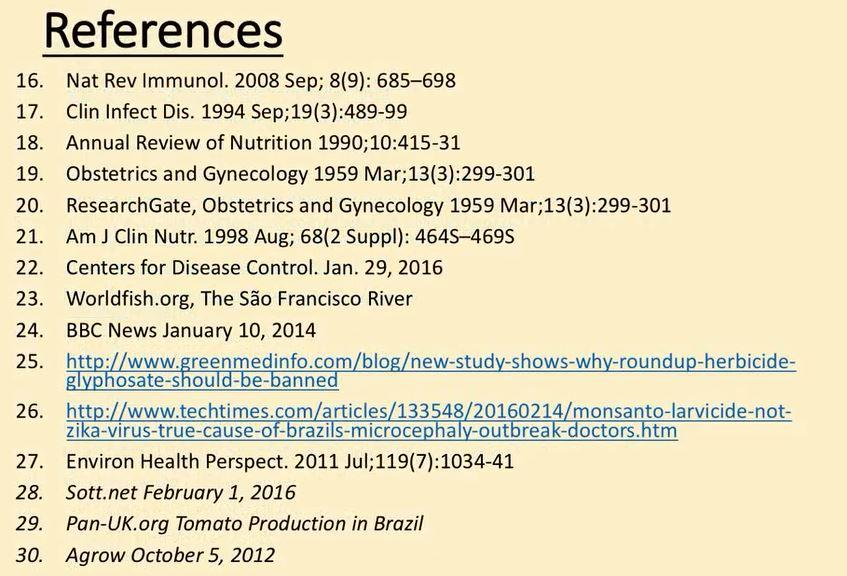 References
16. Nat Rev Immunol. 2008 Sep; 8(9): 685–698
17. Clin Infect Dis. 1994 Sep;19(3):489-99
18. Annual Review of Nutrition 1990;10:415-31
19. Obstetrics and Gynecology 1959 Mar;13(3):299-301
20. ResearchGate, Obstetrics and Gynecology 1959 Mar;13(3):299-301
21. Am J Clin Nutr. 1998 Aug; 68(2 Suppl): 464S–469S
22. Centers for Disease Control. Jan. 29, 2016
23. Worldfish.org, The São Francisco River
24. BBC News January 10, 2014
25. http://www.greenmedinfo.com/blog/new-study-shows-why-roundup-herbicide-
glyphosate-should-be-banned
26. http://www.techtimes.com/articles/133548/20160214/monsanto-larvicide-not-
zika-virus-true-cause-of-brazils-microcephaly-outbreak-doctors.htm
27. Environ Health Perspect. 2011 Jul;119(7):1034-41
28. Sott.net February 1, 2016
29. Pan-UK.org Tomato Production in Brazil
30. Agrow October 5, 2012